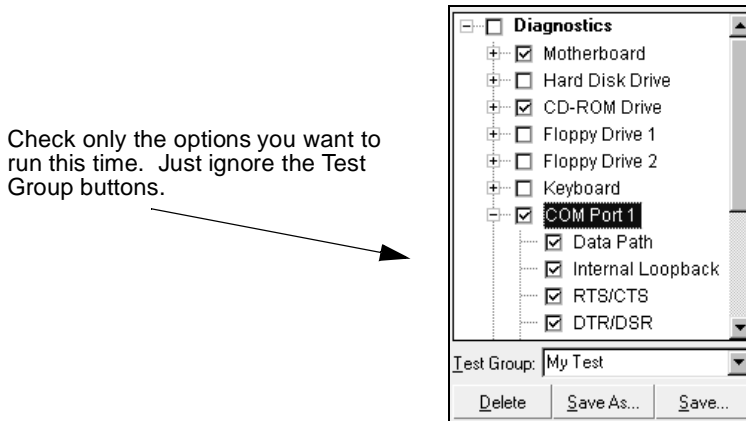 Check only the options you want to
run this time.  Just ignore the Test
Group buttons.
Diagnostics
Motherboard
Hard Disk Drive
CD-ROM Drive
Floppy Drive 1
Floppy Drive 2
Keyboard
COM Port 1
Data Path
Internal Loopback
RTS/CTS
DTR/DSR
Test Group: My Test
Delete Save As... Save...